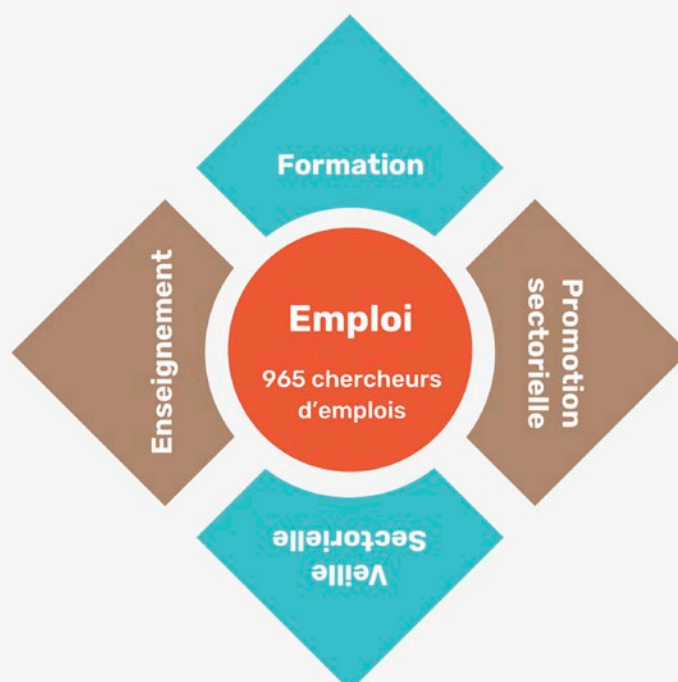 Formation
Enseignement
Emploi
965 chercheurs
d'emplois
Promotion
sectorielle
Veille
Sectorielle